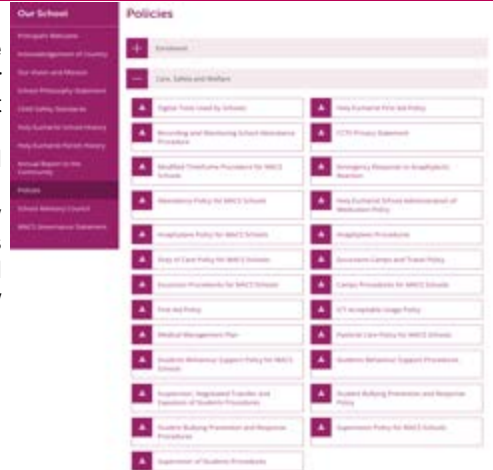 Our School
Principal's Welcome
Acknowledgement of Country
Our Vision and Mission
School Philosophy Statement
Child Safety Standards
Holy Eucharist School History
Holy Eucharist Parish History
Annual Report to the
Community
Policies
School Advisory Council
MACS Governance Statement
Policies
Enrolment
Care, Safety and Welfare
Digital Tools Used by Schools
Holy Eucharist First Aid Policy
Recording and Monitoring School Attendance
Procedure
CCTV Privacy Statement
Modified Timeframe Procedure for MACS
Schools
Emergency Response to Anaphylactic
Reaction
Attendance Policy for MACS Schools
Holy Eucharist School Administration of
Medication Policy
Anaphylaxis Policy for MACS Schools
Anaphylaxis Procedures
Duty of Care Policy for MACS Schools
Excursions Camps and Travel Policy
Excursion Procedures for MACS Schools
Camps Procedures for MACS Schools
First Aid Policy
ICT Acceptable Usage Policy
Medical Management Plan
Pastoral Care Policy for MACS Schools
Students Behaviour Support Policy for MACS
Schools
Students Behaviour Support Procedures
Suspension, Negotiated Transfer and
Expulsion of Students Procedures
Student Bullying Prevention and Response
Policy
Student Bullying Prevention and Response
Procedures
Supervision Policy for MACS Schools
Supervision of Students Procedures